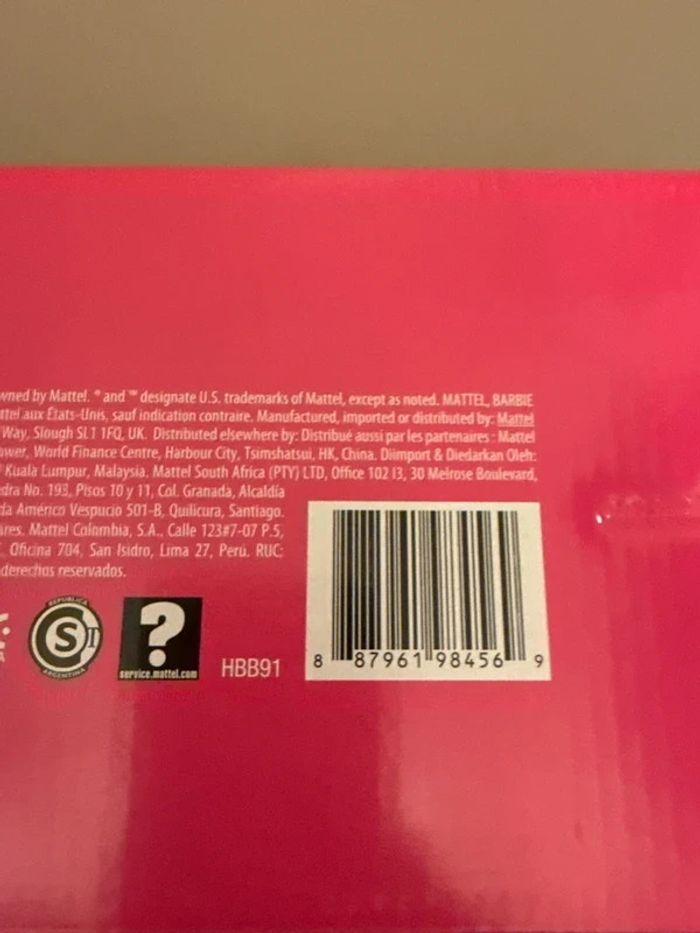 wned by Mattel. ® and ™ designate U.S. trademarks of Mattel, except as noted. MATTEL, BARBIE
ttel aux États-Unis, sauf indication contraire. Manufactured, imported or distributed by: Mattel
Way, Slough SL1 1FQ, UK. Distributed elsewhere by: Distribué aussi par les partenaires : Mattel
ower, World Finance Centre, Harbour City, Tsimshatsui, HK, China. Diimport & Diedarkan Oleh:
Kuala Lumpur, Malaysia. Mattel South Africa (PTY) LTD, Office 102 I3, 30 Melrose Boulevard,
dra No. 193, Pisos 10 y 11, Col. Granada, Alcaldía
da Américo Vespucio 501-B, Quilicura, Santiago.
ares. Mattel Colombia, S.A., Calle 123#7-07 P.5,
Oficina 704, San Isidro, Lima 27, Perú. RUC:
derechos reservados.
REPUBLICA
S I
ARGENTINA
?
service.mattel.com
HBB91
8 87961 98456 9